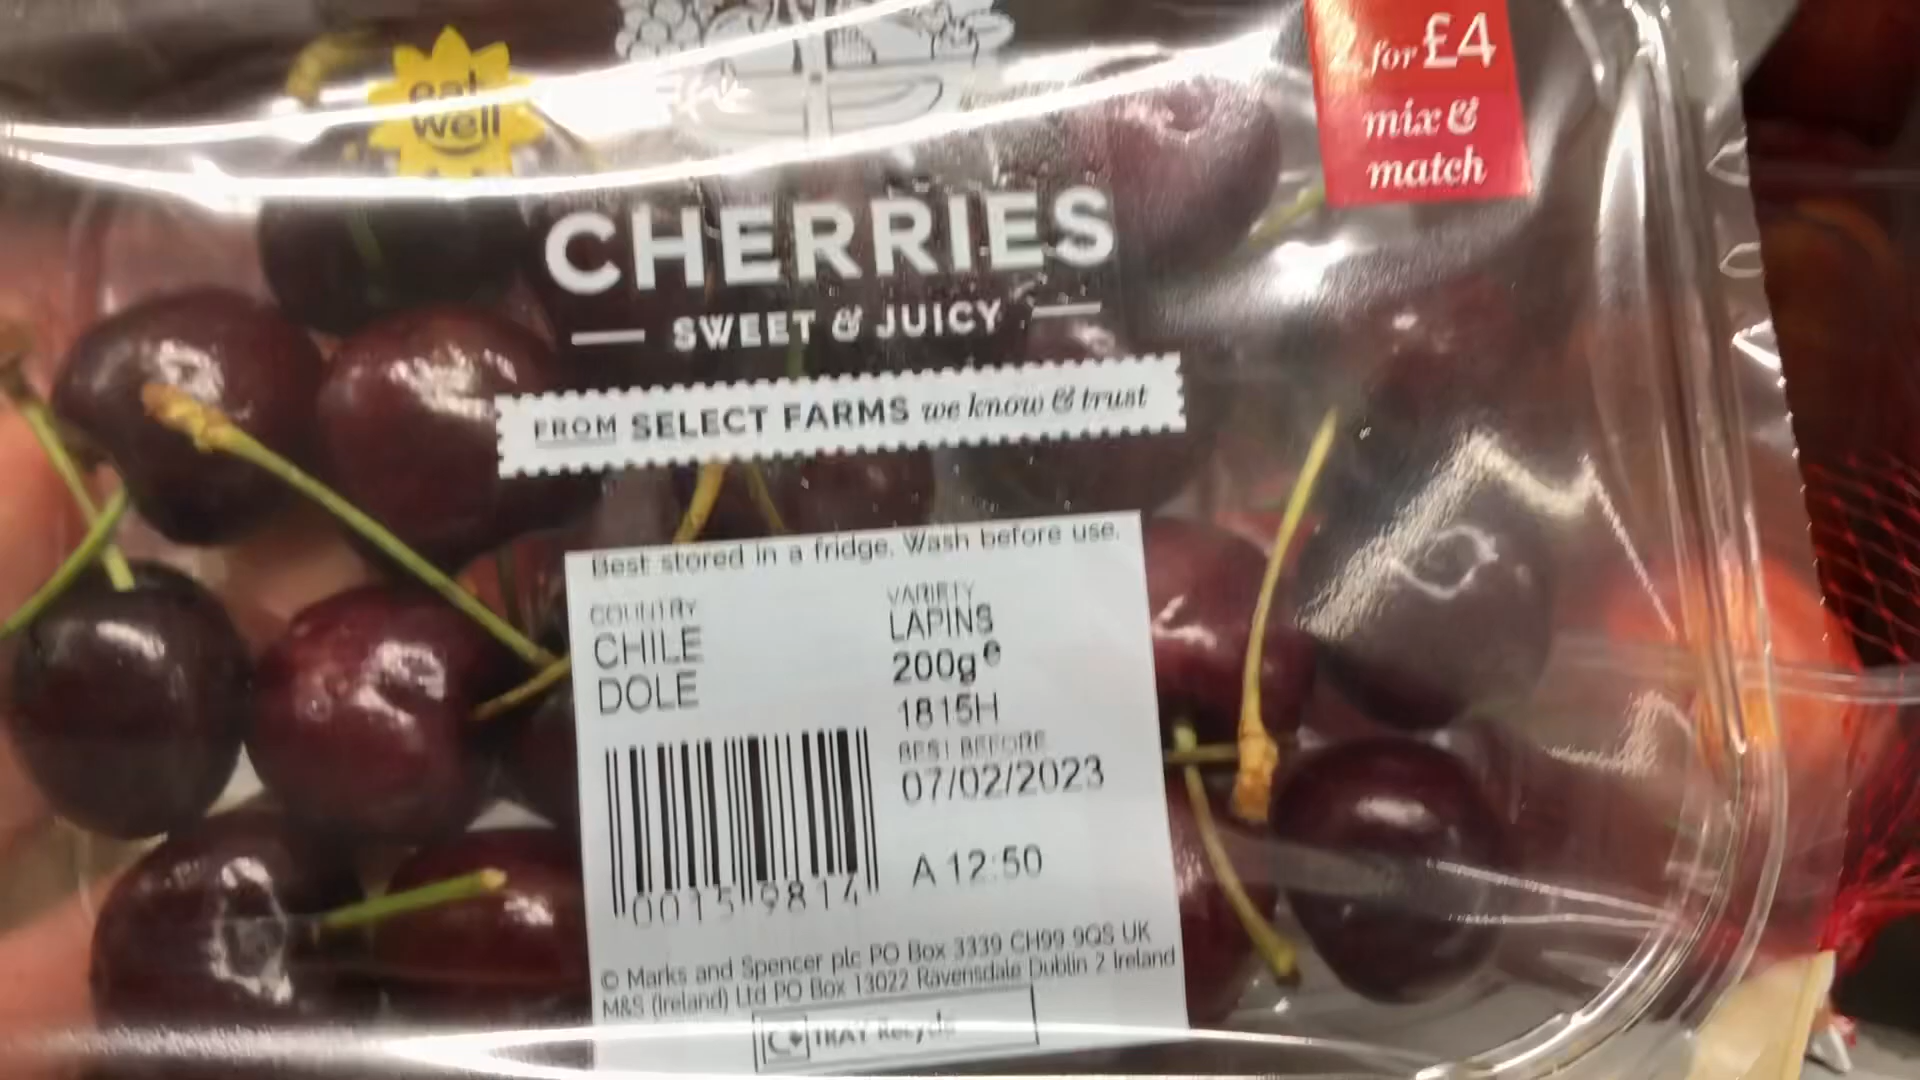 eat
well
2 for £4
mix &
match
CHERRIES
SWEET & JUICY
FROM SELECT FARMS we know & trust
Best stored in a fridge. Wash before use.
COUNTRY
CHILE
DOLE
VARIETY
LAPINS
200g e
1815H
BEST BEFORE
07/02/2023
A 12:50
00159814
© Marks and Spencer plc PO Box 3339 CH99 9QS UK
M&S (Ireland) Ltd PO Box 13022 Ravensdale Dublin 2 Ireland
TRAY Recycle